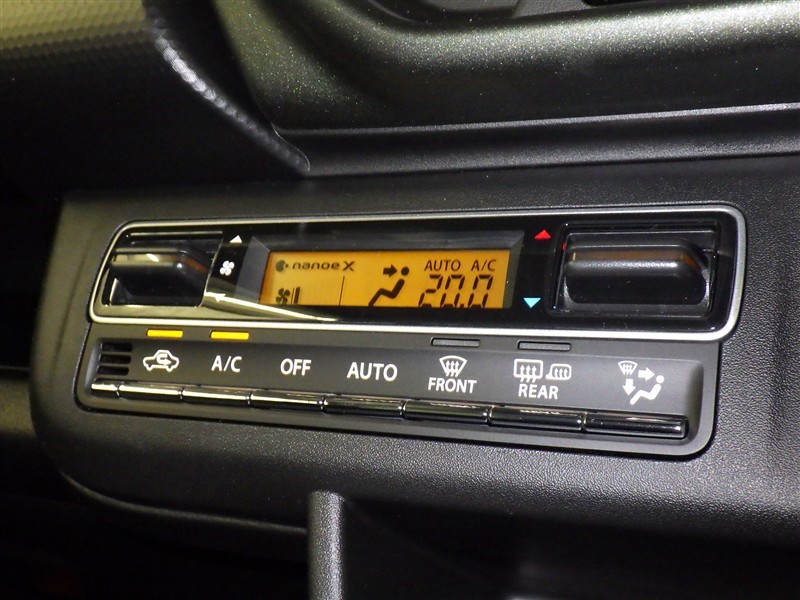 nanoe X
AUTO A/C
20.0
A/C OFF AUTO FRONT REAR